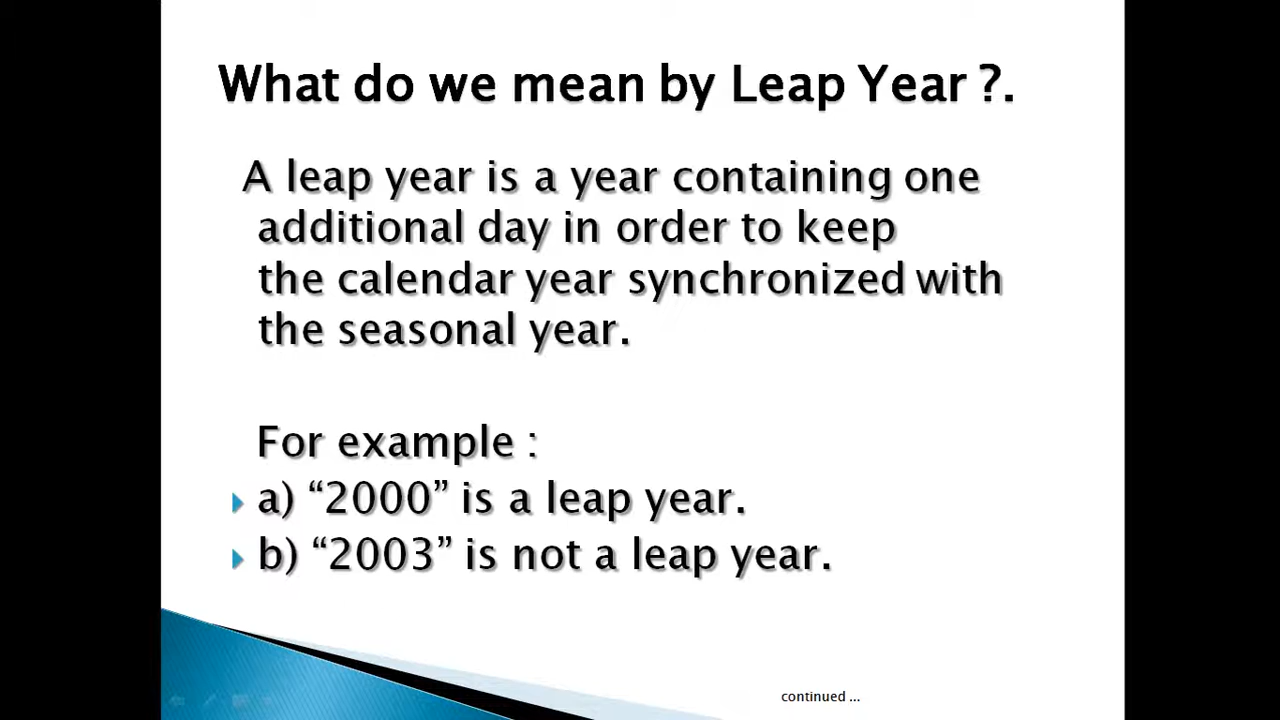 What do we mean by Leap Year ?.
A leap year is a year containing one
additional day in order to keep
the calendar year synchronized with
the seasonal year.
For example :
a) “2000” is a leap year.
b) “2003” is not a leap year.
continued ...